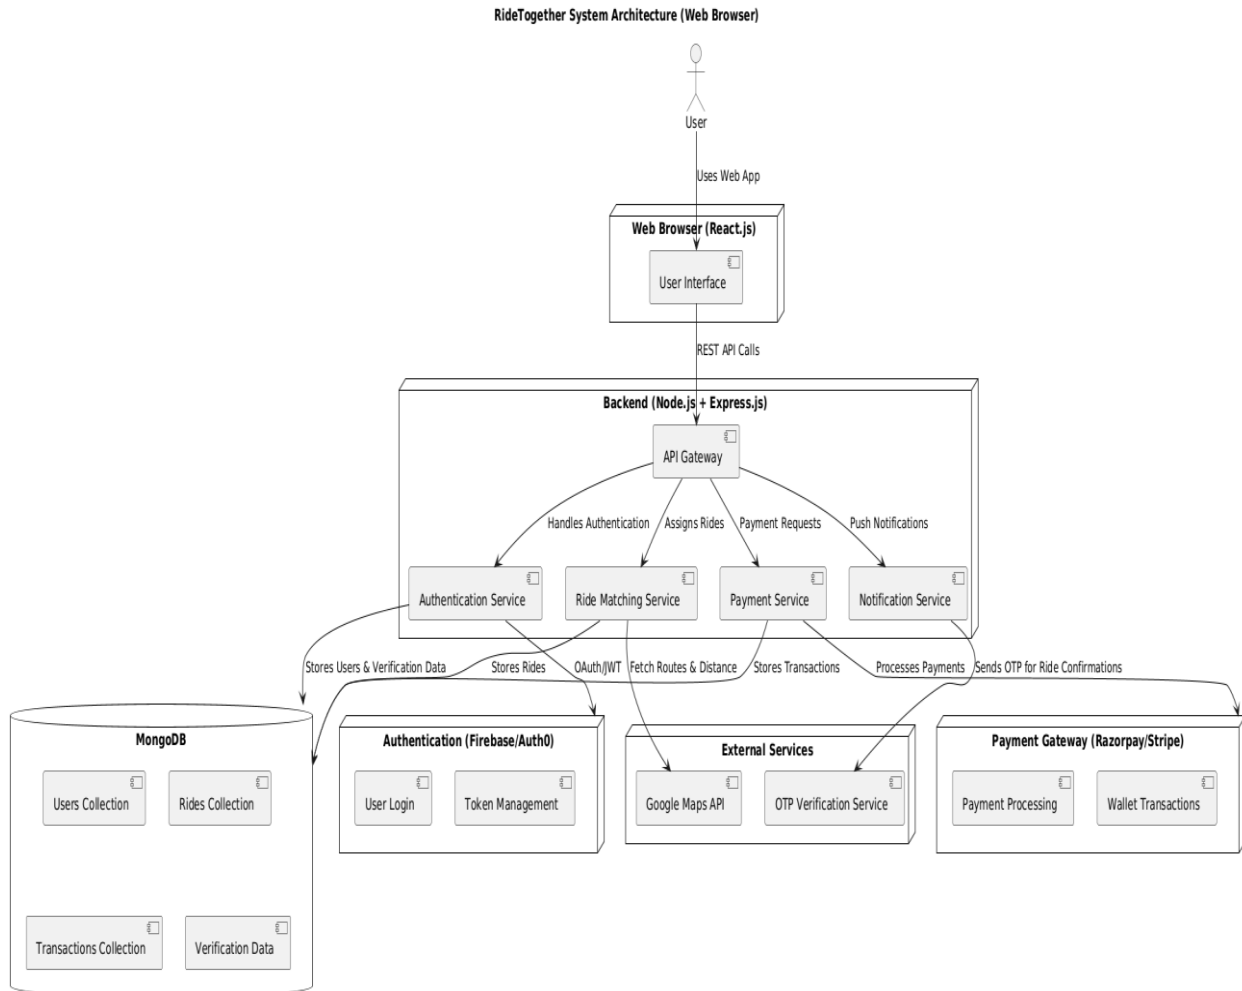 RideTogether System Architecture (Web Browser)
User
Uses Web App
Web Browser (React.js)
User Interface
REST API Calls
Backend (Node.js + Express.js)
API Gateway
Handles Authentication
Assigns Rides
Payment Requests
Push Notifications
Authentication Service
Ride Matching Service
Payment Service
Notification Service
Stores Users & Verification Data
Stores Rides
OAuth/JWT
Fetch Routes & Distance
Stores Transactions
Processes Payments
Sends OTP for Ride Confirmations
MongoDB
Authentication (Firebase/Auth0)
External Services
Payment Gateway (Razorpay/Stripe)
Users Collection
Rides Collection
User Login
Token Management
Google Maps API
OTP Verification Service
Payment Processing
Wallet Transactions
Transactions Collection
Verification Data